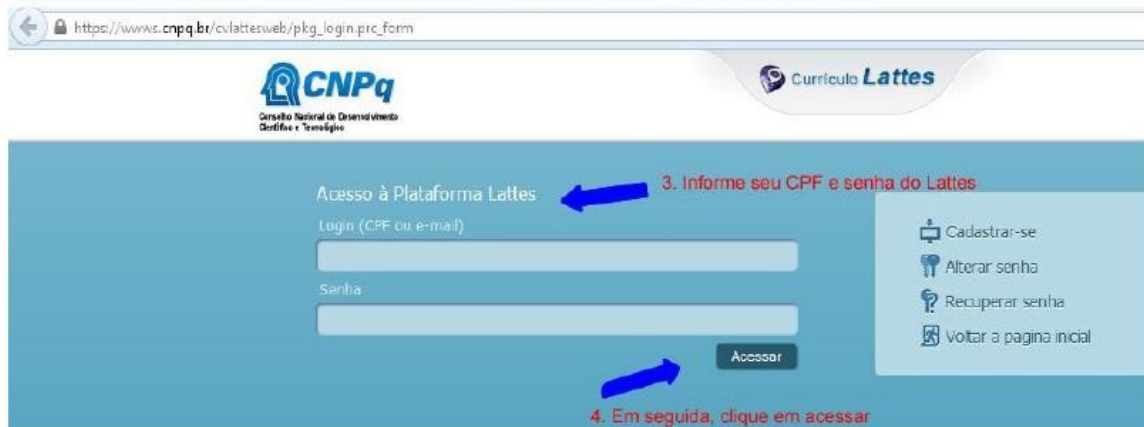 https://wwws.cnpq.br/cvlattesweb/pkg_login.prc_form
CNPq
Conselho Nacional de Desenvolvimento
Científico e Tecnológico
Currículo Lattes
Acesso à Plataforma Lattes
3. Informe seu CPF e senha do Lattes
Login (CPF ou e-mail)
Senha
Acessar
4. Em seguida, clique em acessar
Cadastrar-se
Alterar senha
Recuperar senha
Voltar a pagina inicial